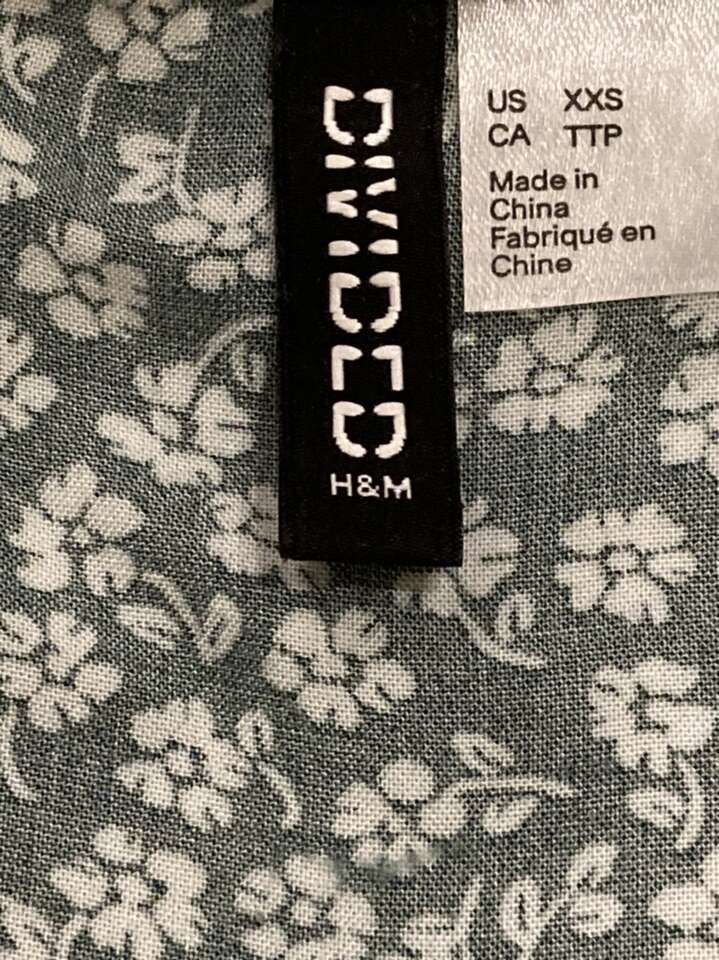 DIVIDED
H&M
US XXS
CA TTP
Made in
China
Fabriqué en
Chine